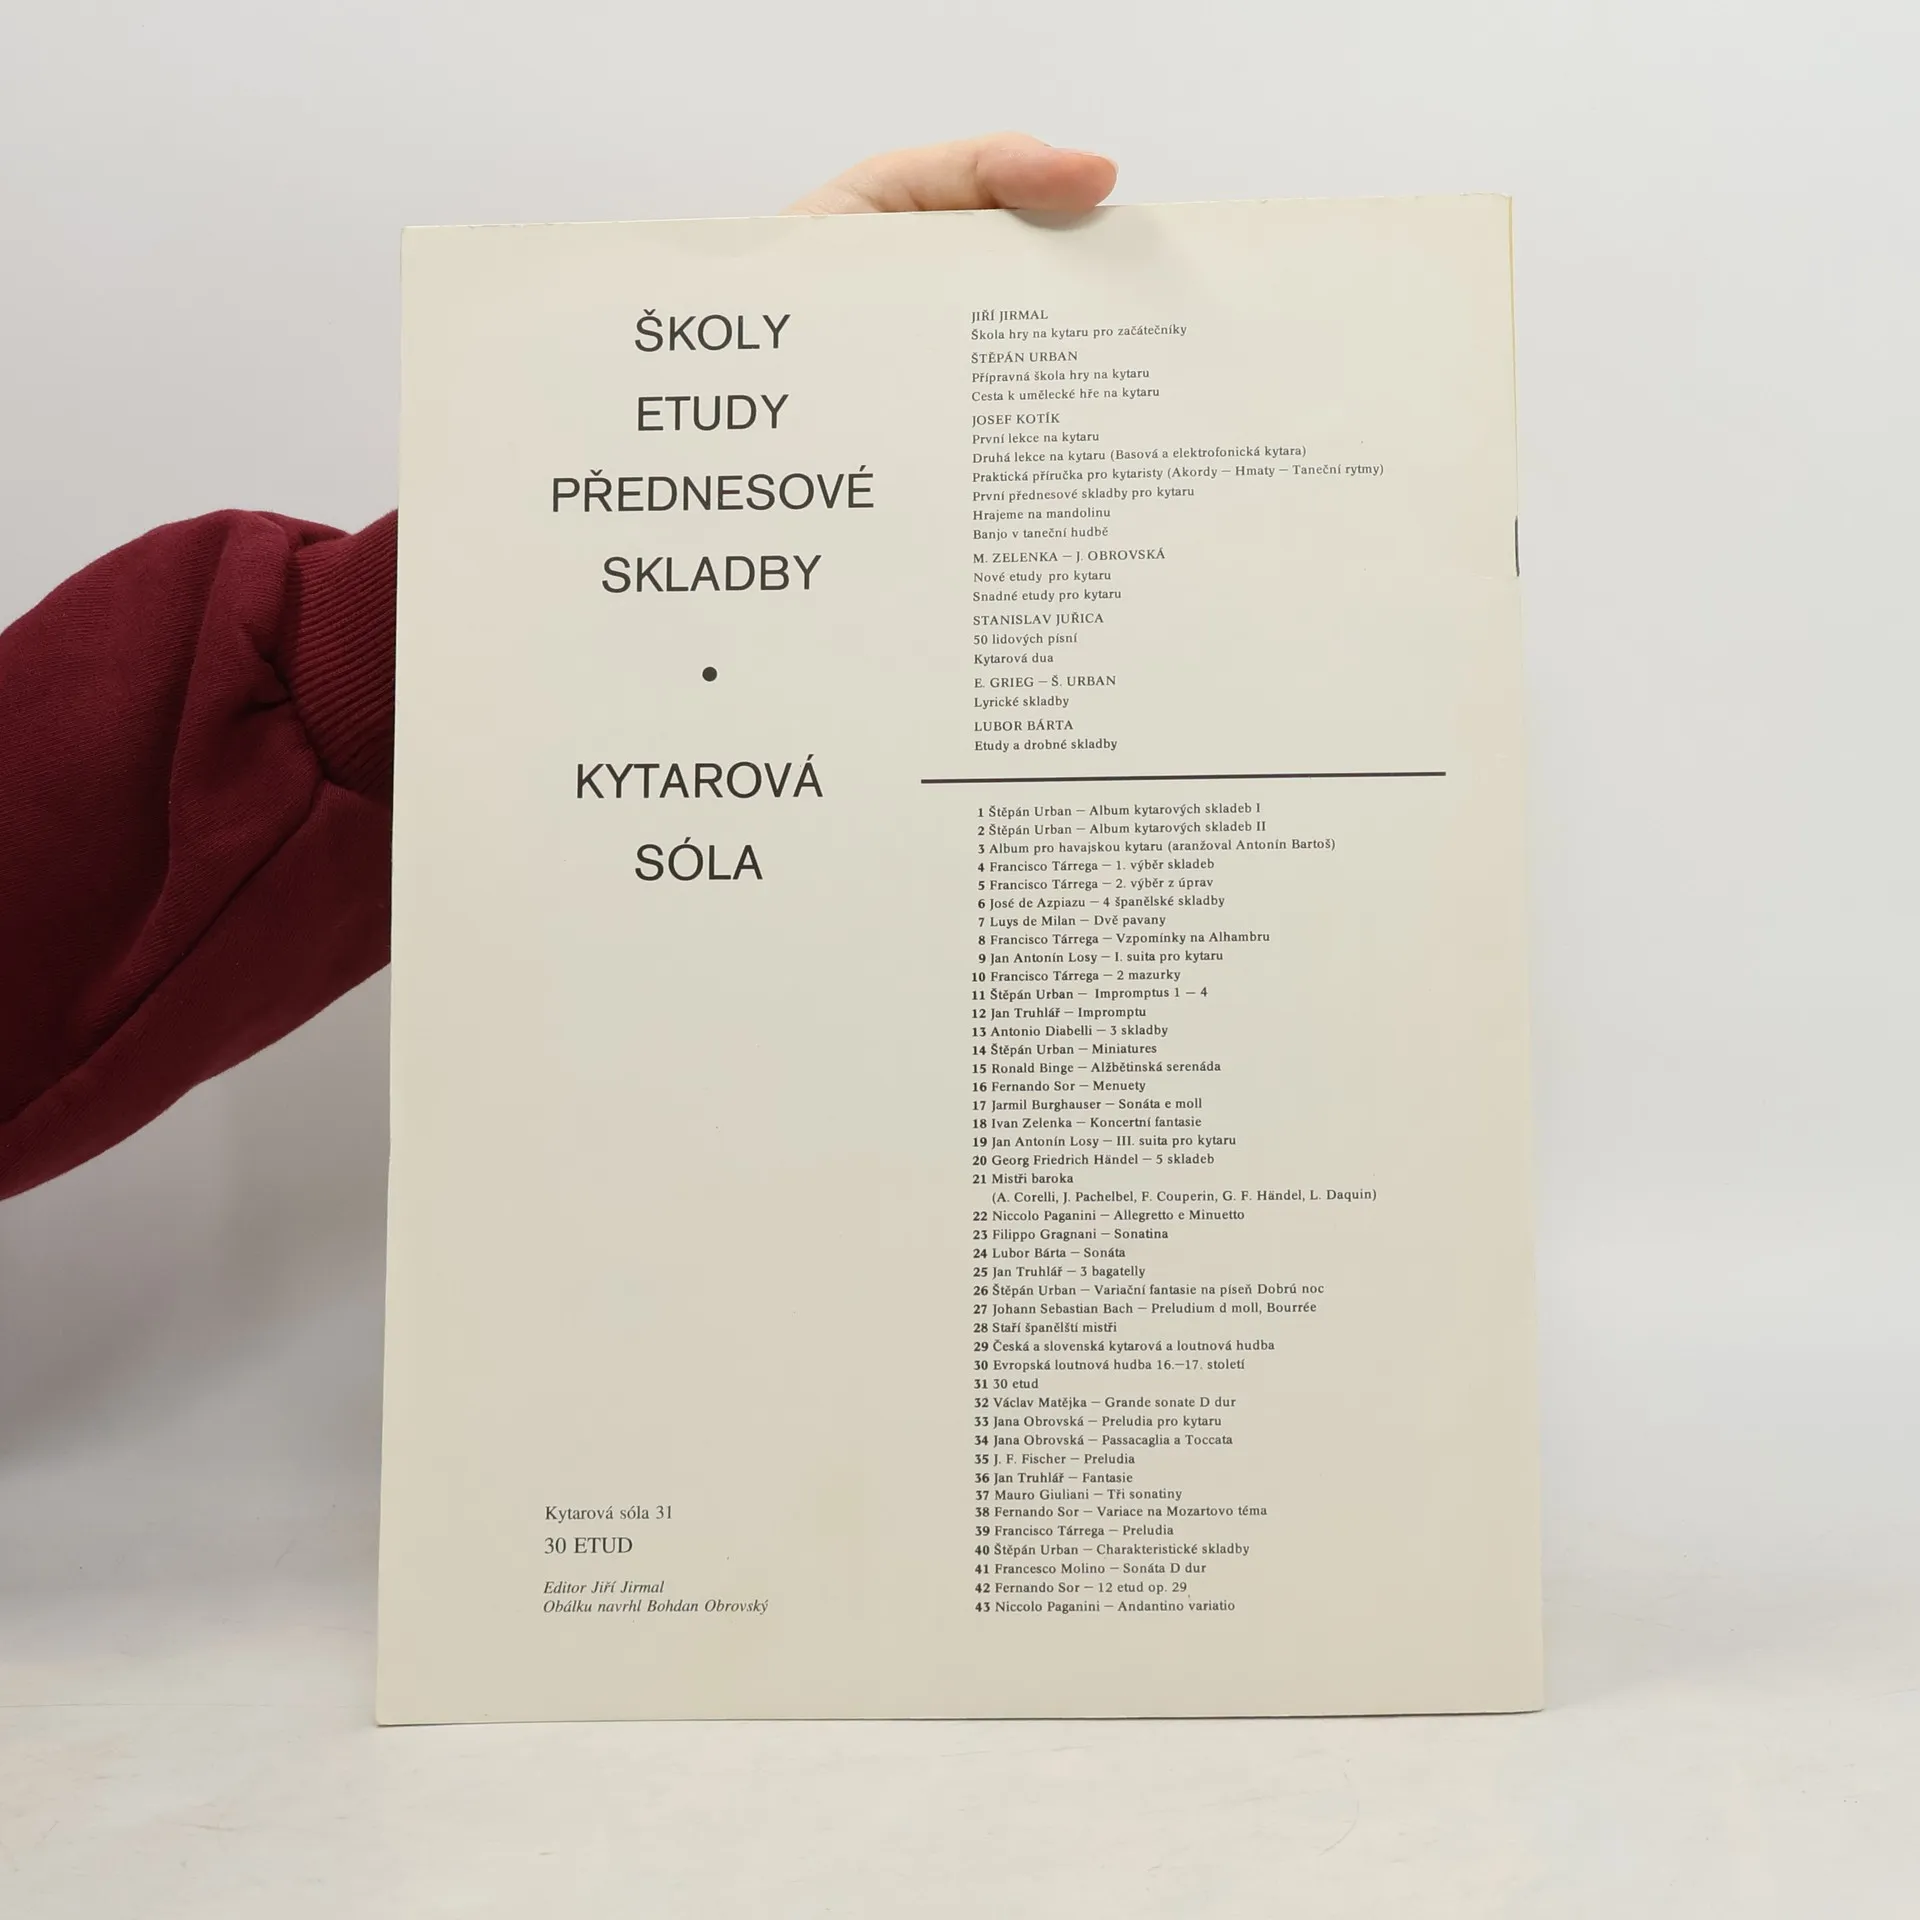 ŠKOLY
ETUDY
PŘEDNESOVÉ
SKLADBY
•
KYTAROVÁ
SÓLA
Kytarová sóla 31
30 ETUD
Editor Jiří Jirmal
Obálku navrhl Bohdan Obrovský
JIŘÍ JIRMAL
Škola hry na kytaru pro začátečníky
ŠTĚPÁN URBAN
Přípravná škola hry na kytaru
Cesta k umělecké hře na kytaru
JOSEF KOTÍK
První lekce na kytaru
Druhá lekce na kytaru (Basová a elektrofonická kytara)
Praktická příručka pro kytaristy (Akordy — Hmaty — Taneční rytmy)
První přednesové skladby pro kytaru
Hrajeme na mandolinu
Banjo v taneční hudbě
M. ZELENKA — J. OBROVSKÁ
Nové etudy pro kytaru
Snadné etudy pro kytaru
STANISLAV JUŘICA
50 lidových písní
Kytarová dua
E. GRIEG — Š. URBAN
Lyrické skladby
LUBOR BÁRTA
Etudy a drobné skladby
1 Štěpán Urban — Album kytarových skladeb I
2 Štěpán Urban — Album kytarových skladeb II
3 Album pro havajskou kytaru (aranžoval Antonín Bartoš)
4 Francisco Tárrega — 1. výběr skladeb
5 Francisco Tárrega — 2. výběr z úprav
6 José de Azpiazu — 4 španělské skladby
7 Luys de Milan — Dvě pavany
8 Francisco Tárrega — Vzpomínky na Alhambru
9 Jan Antonín Losy — I. suita pro kytaru
10 Francisco Tárrega — 2 mazurky
11 Štěpán Urban — Impromptus 1 — 4
12 Jan Truhlář — Impromptu
13 Antonio Diabelli — 3 skladby
14 Štěpán Urban — Miniatures
15 Ronald Binge — Alžbětinská serenáda
16 Fernando Sor — Menuety
17 Jarmil Burghauser — Sonáta e moll
18 Ivan Zelenka — Koncertní fantasie
19 Jan Antonín Losy — III. suita pro kytaru
20 Georg Friedrich Händel — 5 skladeb
21 Mistři baroka
(A. Corelli, J. Pachelbel, F. Couperin, G. F. Händel, L. Daquin)
22 Niccolo Paganini — Allegretto e Minuetto
23 Filippo Gragnani — Sonatina
24 Lubor Bárta — Sonáta
25 Jan Truhlář — 3 bagatelly
26 Štěpán Urban — Variační fantasie na píseň Dobrú noc
27 Johann Sebastian Bach — Preludium d moll, Bourrée
28 Staří španělští mistři
29 Česká a slovenská kytarová a loutnová hudba
30 Evropská loutnová hudba 16.—17. století
31 30 etud
32 Václav Matějka — Grande sonate D dur
33 Jana Obrovská — Preludia pro kytaru
34 Jana Obrovská — Passacaglia a Toccata
35 J. F. Fischer — Preludia
36 Jan Truhlář — Fantasie
37 Mauro Giuliani — Tři sonatiny
38 Fernando Sor — Variace na Mozartovo téma
39 Francisco Tárrega — Preludia
40 Štěpán Urban — Charakteristické skladby
41 Francesco Molino — Sonáta D dur
42 Fernando Sor — 12 etud op. 29
43 Niccolo Paganini — Andantino variatio